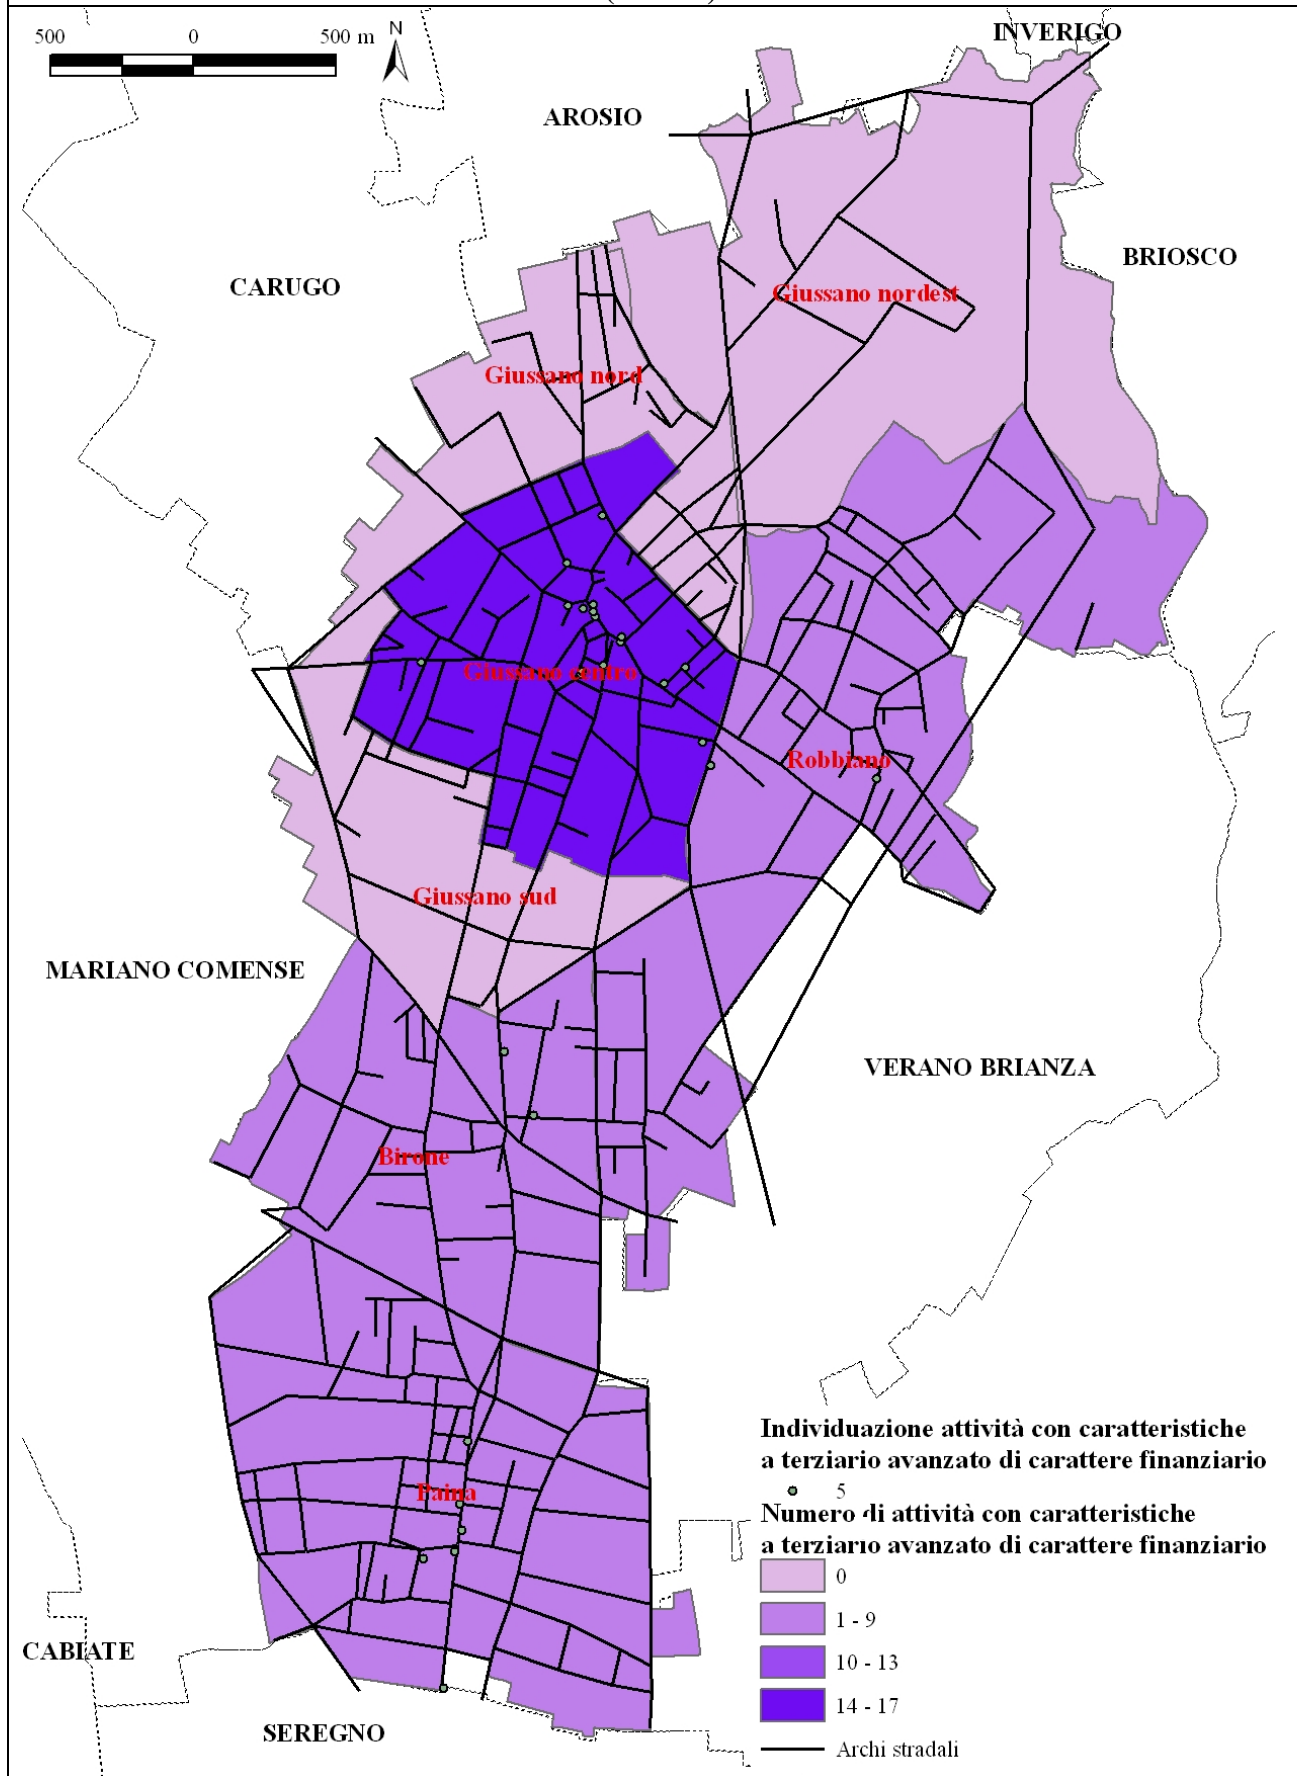 500 0 500 m N
INVERIGO
AROSIO
BRIOSCO
CARUGO
Giussano nordest
Giussano nord
Giussano centro
Robbiano
Giussano sud
MARIANO COMENSE
VERANO BRIANZA
Birone
Individuazione attività con caratteristiche
a terziario avanzato di carattere finanziario
5
Paina
Numero di attività con caratteristiche
a terziario avanzato di carattere finanziario
0
1 - 9
CABIATE
10 - 13
14 - 17
SEREGNO
Archi stradali